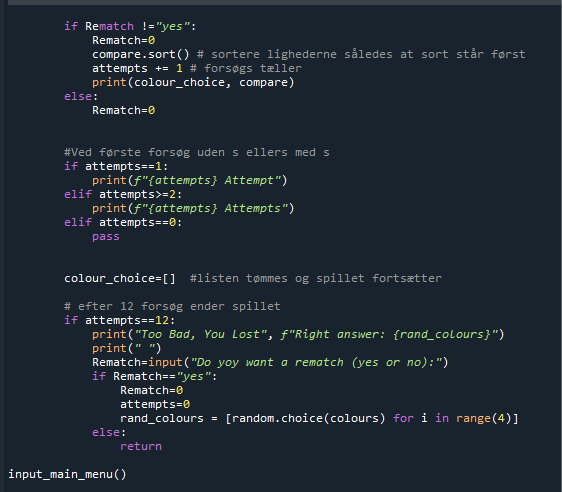 if Rematch !="yes":
Rematch=0
compare.sort() # sortere lighederne således at sort står først
attempts += 1 # forsøgs tæller
print(colour_choice, compare)
else:
Rematch=0
#Ved første forsøg uden s ellers med s
if attempts==1:
print(f"{attempts} Attempt")
elif attempts>=2:
print(f"{attempts} Attempts")
elif attempts==0:
pass
colour_choice=[]  #listen tømmes og spillet fortsætter
# efter 12 forsøg ender spillet
if attempts==12:
print("Too Bad, You Lost", f"Right answer: {rand_colours}")
print(" ")
Rematch=input("Do yoy want a rematch (yes or no):")
if Rematch=="yes":
Rematch=0
attempts=0
rand_colours = [random.choice(colours) for i in range(4)]
else:
return
input_main_menu()